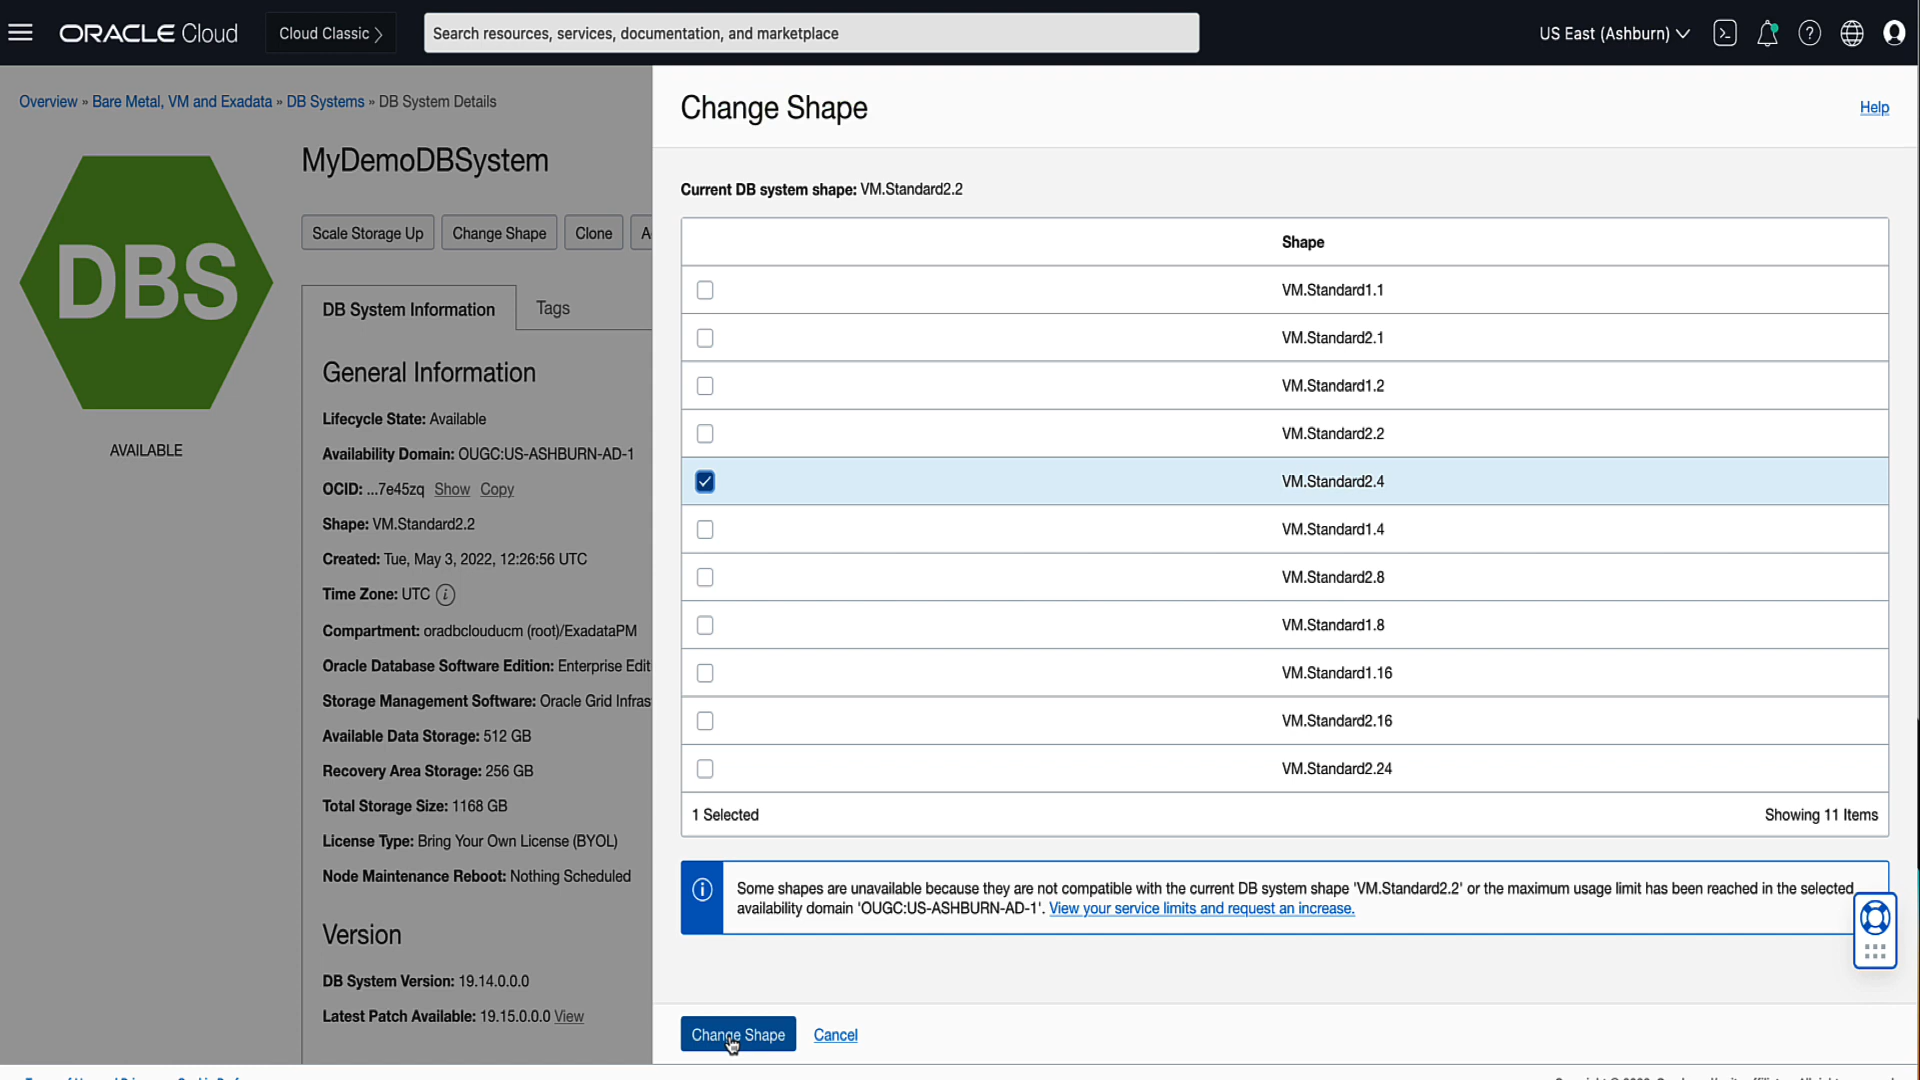 ORACLE Cloud
Cloud Classic
Search resources, services, documentation, and marketplace
US East (Ashburn)
Overview » Bare Metal, VM and Exadata » DB Systems » DB System Details
DBS
AVAILABLE
MyDemoDBSystem
Scale Storage Up
Change Shape
Clone
DB System Information
Tags
General Information
Lifecycle State: Available
Availability Domain: OUGC:US-ASHBURN-AD-1
OCID: ...7e45zq Show Copy
Shape: VM.Standard2.2
Created: Tue, May 3, 2022, 12:26:56 UTC
Time Zone: UTC
Compartment: oradbclouducm (root)/ExadataPM
Oracle Database Software Edition: Enterprise Edit
Storage Management Software: Oracle Grid Infras
Available Data Storage: 512 GB
Recovery Area Storage: 256 GB
Total Storage Size: 1168 GB
License Type: Bring Your Own License (BYOL)
Node Maintenance Reboot: Nothing Scheduled
Version
DB System Version: 19.14.0.0.0
Latest Patch Available: 19.15.0.0.0 View
Change Shape
Help
Current DB system shape: VM.Standard2.2
Shape
VM.Standard1.1
VM.Standard2.1
VM.Standard1.2
VM.Standard2.2
VM.Standard2.4
VM.Standard1.4
VM.Standard2.8
VM.Standard1.8
VM.Standard1.16
VM.Standard2.16
VM.Standard2.24
1 Selected
Showing 11 Items
Some shapes are unavailable because they are not compatible with the current DB system shape 'VM.Standard2.2' or the maximum usage limit has been reached in the selected
availability domain 'OUGC:US-ASHBURN-AD-1'. View your service limits and request an increase.
Change Shape
Cancel